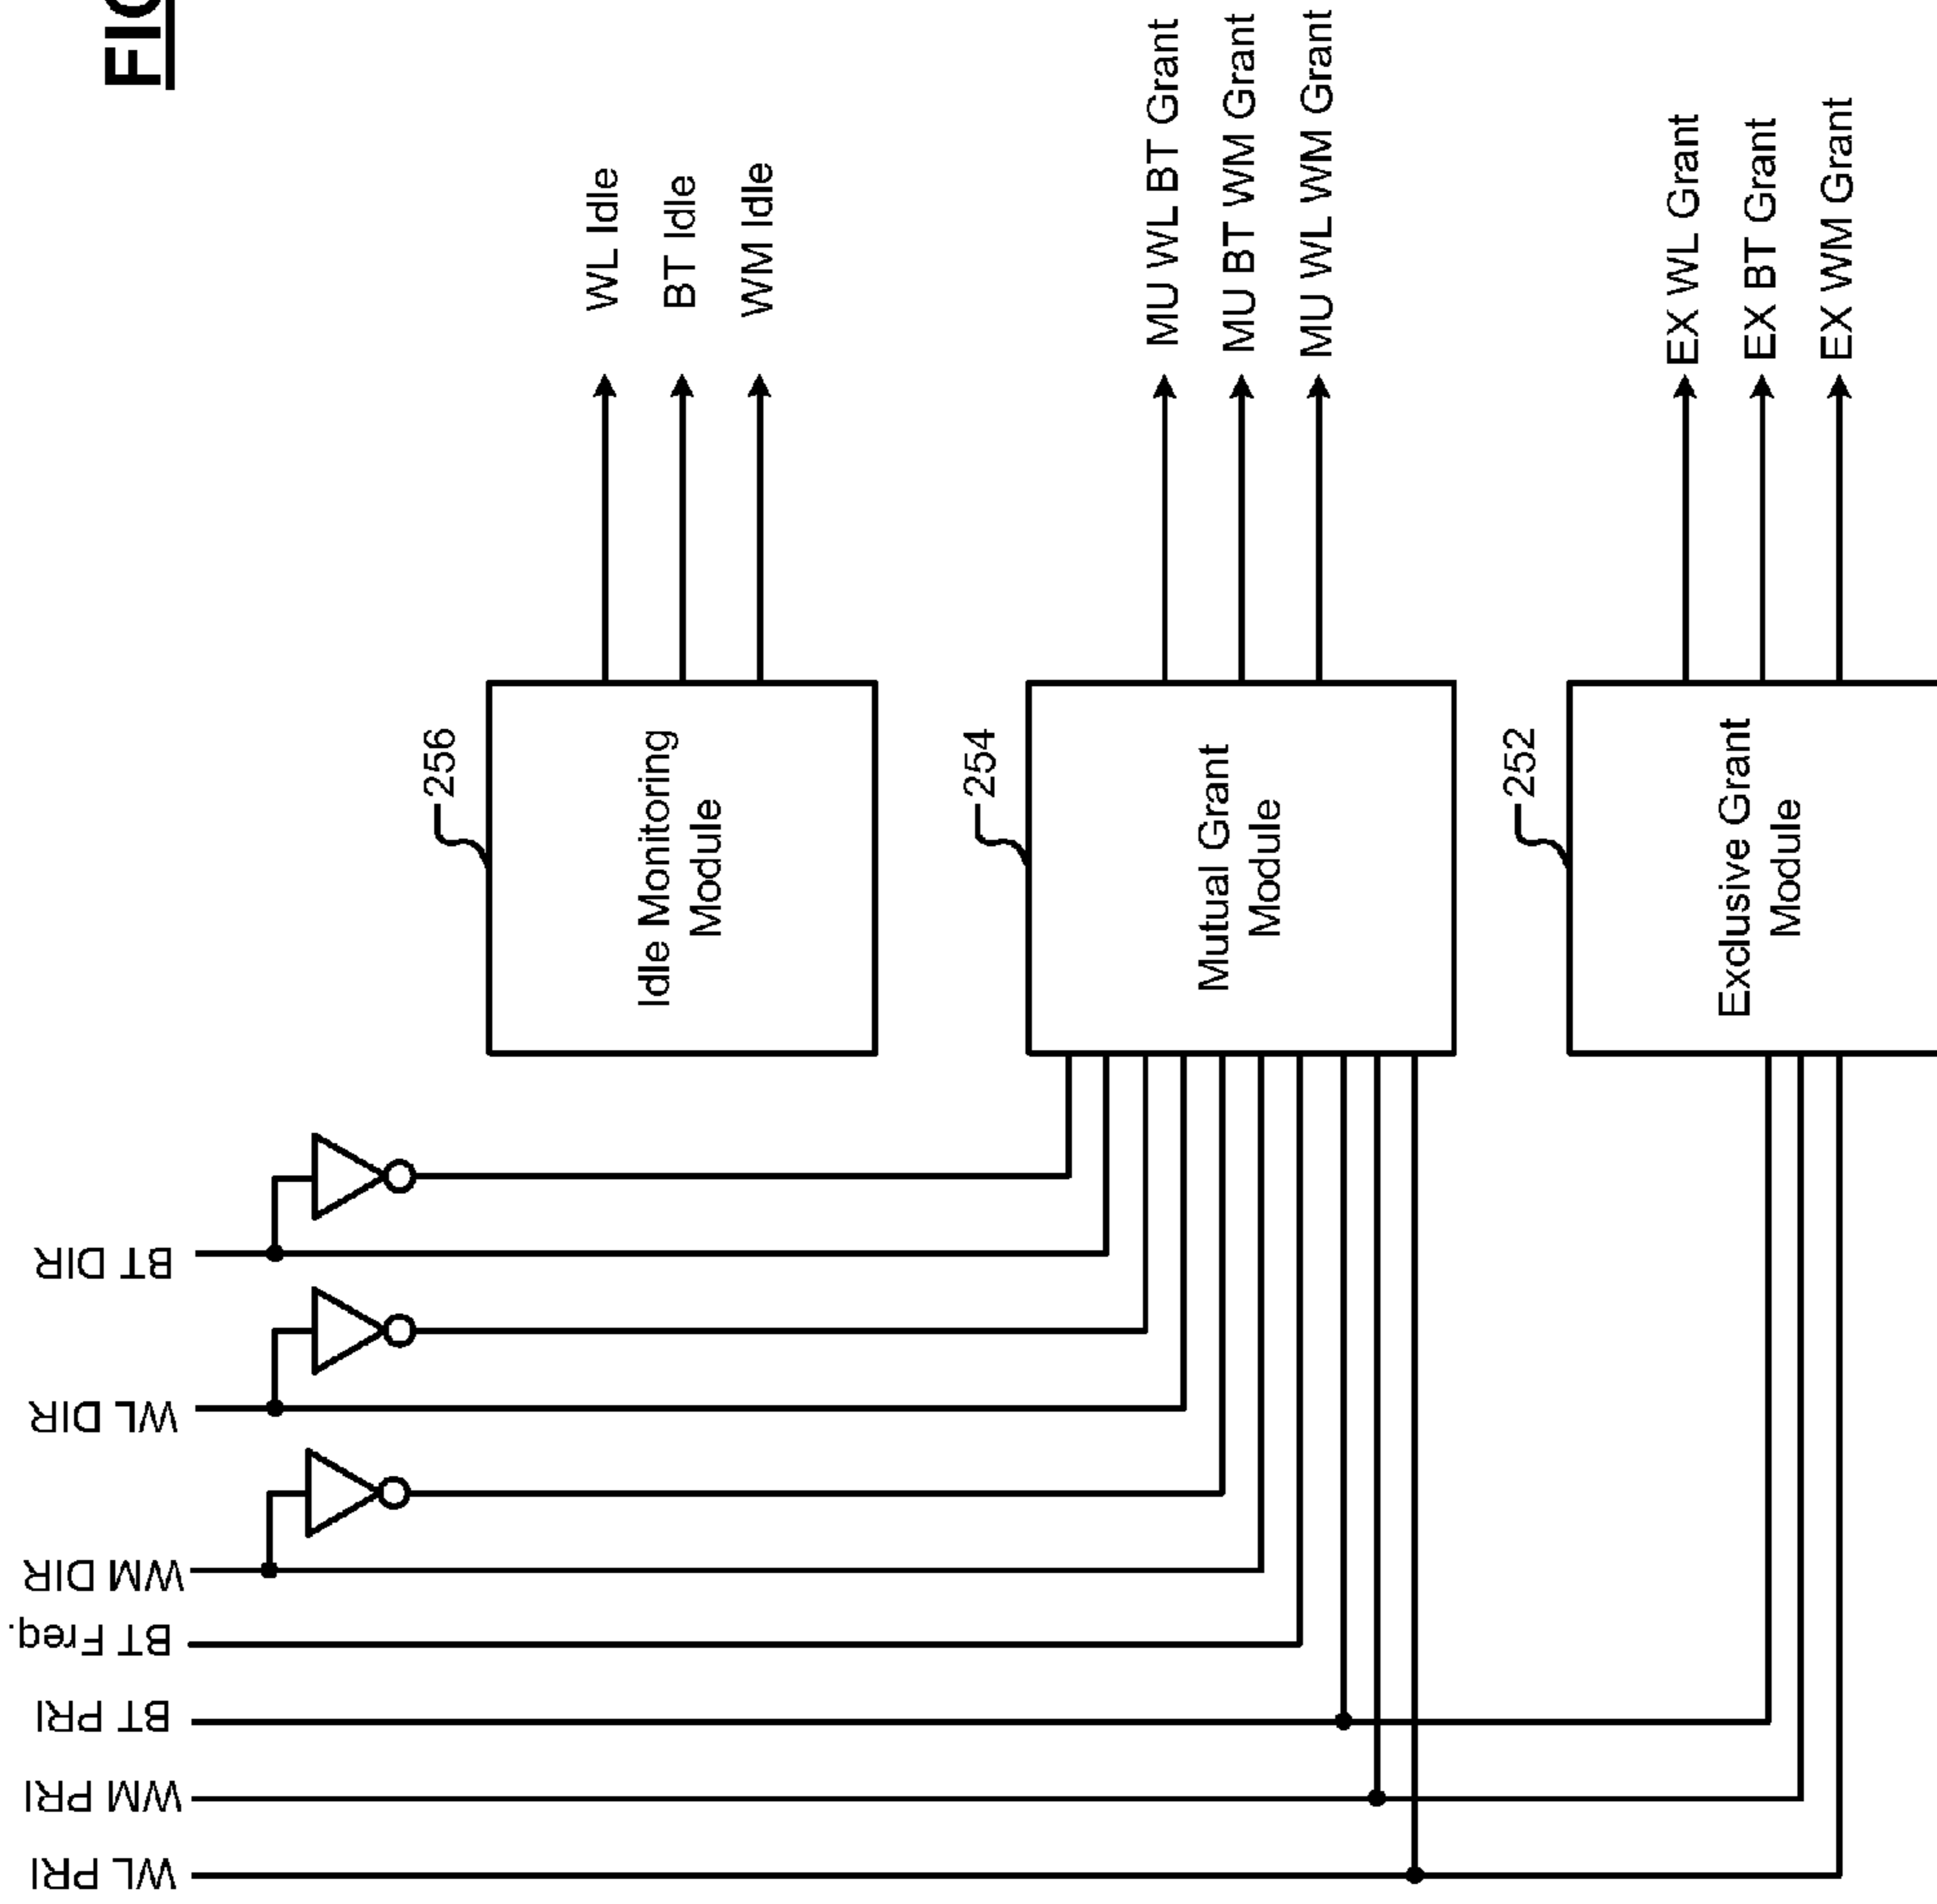 FIG
WL Idle
BT Idle
WM Idle
MU WL BT Grant
MU BT WM Grant
MU WL WM Grant
EX WL Grant
EX BT Grant
EX WM Grant
256
Idle Monitoring
Module
254
Mutual Grant
Module
252
Exclusive Grant
Module
BT DIR
WL DIR
WM DIR
BT Freq.
BT PRI
WM PRI
WL PRI